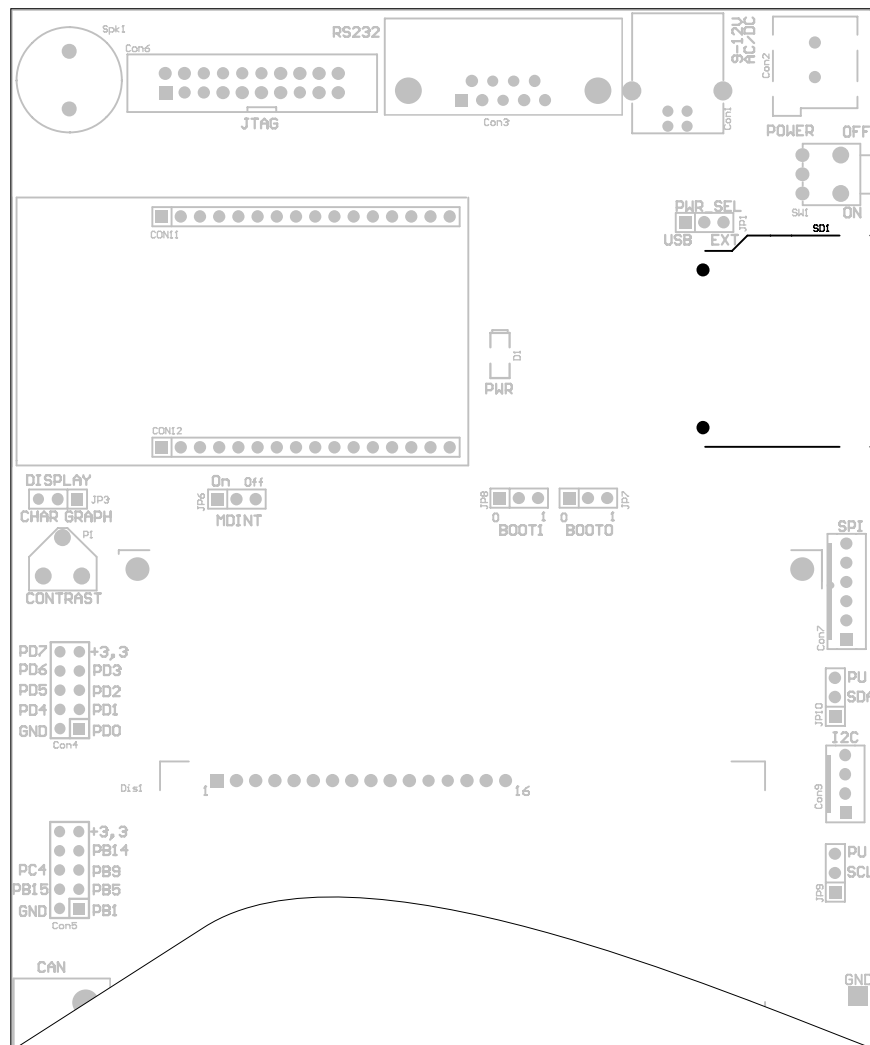 Spk1
Con6
JTAG
RS232
Con3
9-12V
AC/DC
Con1
Con2
POWER OFF
SW1 ON
PWR_SEL
JP1
USB EXT
SD1
CON11
D1
PWR
CON12
DISPLAY
JP3
CHAR GRAPH
P1
CONTRAST
On Off
JP6
MDINT
JP8
0 1
BOOT1
JP7
0 1
BOOT0
SPI
Con7
PD7 +3,3
PD6 PD3
PD5 PD2
PD4 PD1
GND PD0
Con4
PU
SDA
JP10
I2C
Con9
Dis1
1 16
+3,3
PB14
PC4 PB9
PB15 PB5
GND PB1
Con5
PU
SCL
JP9
CAN
GND